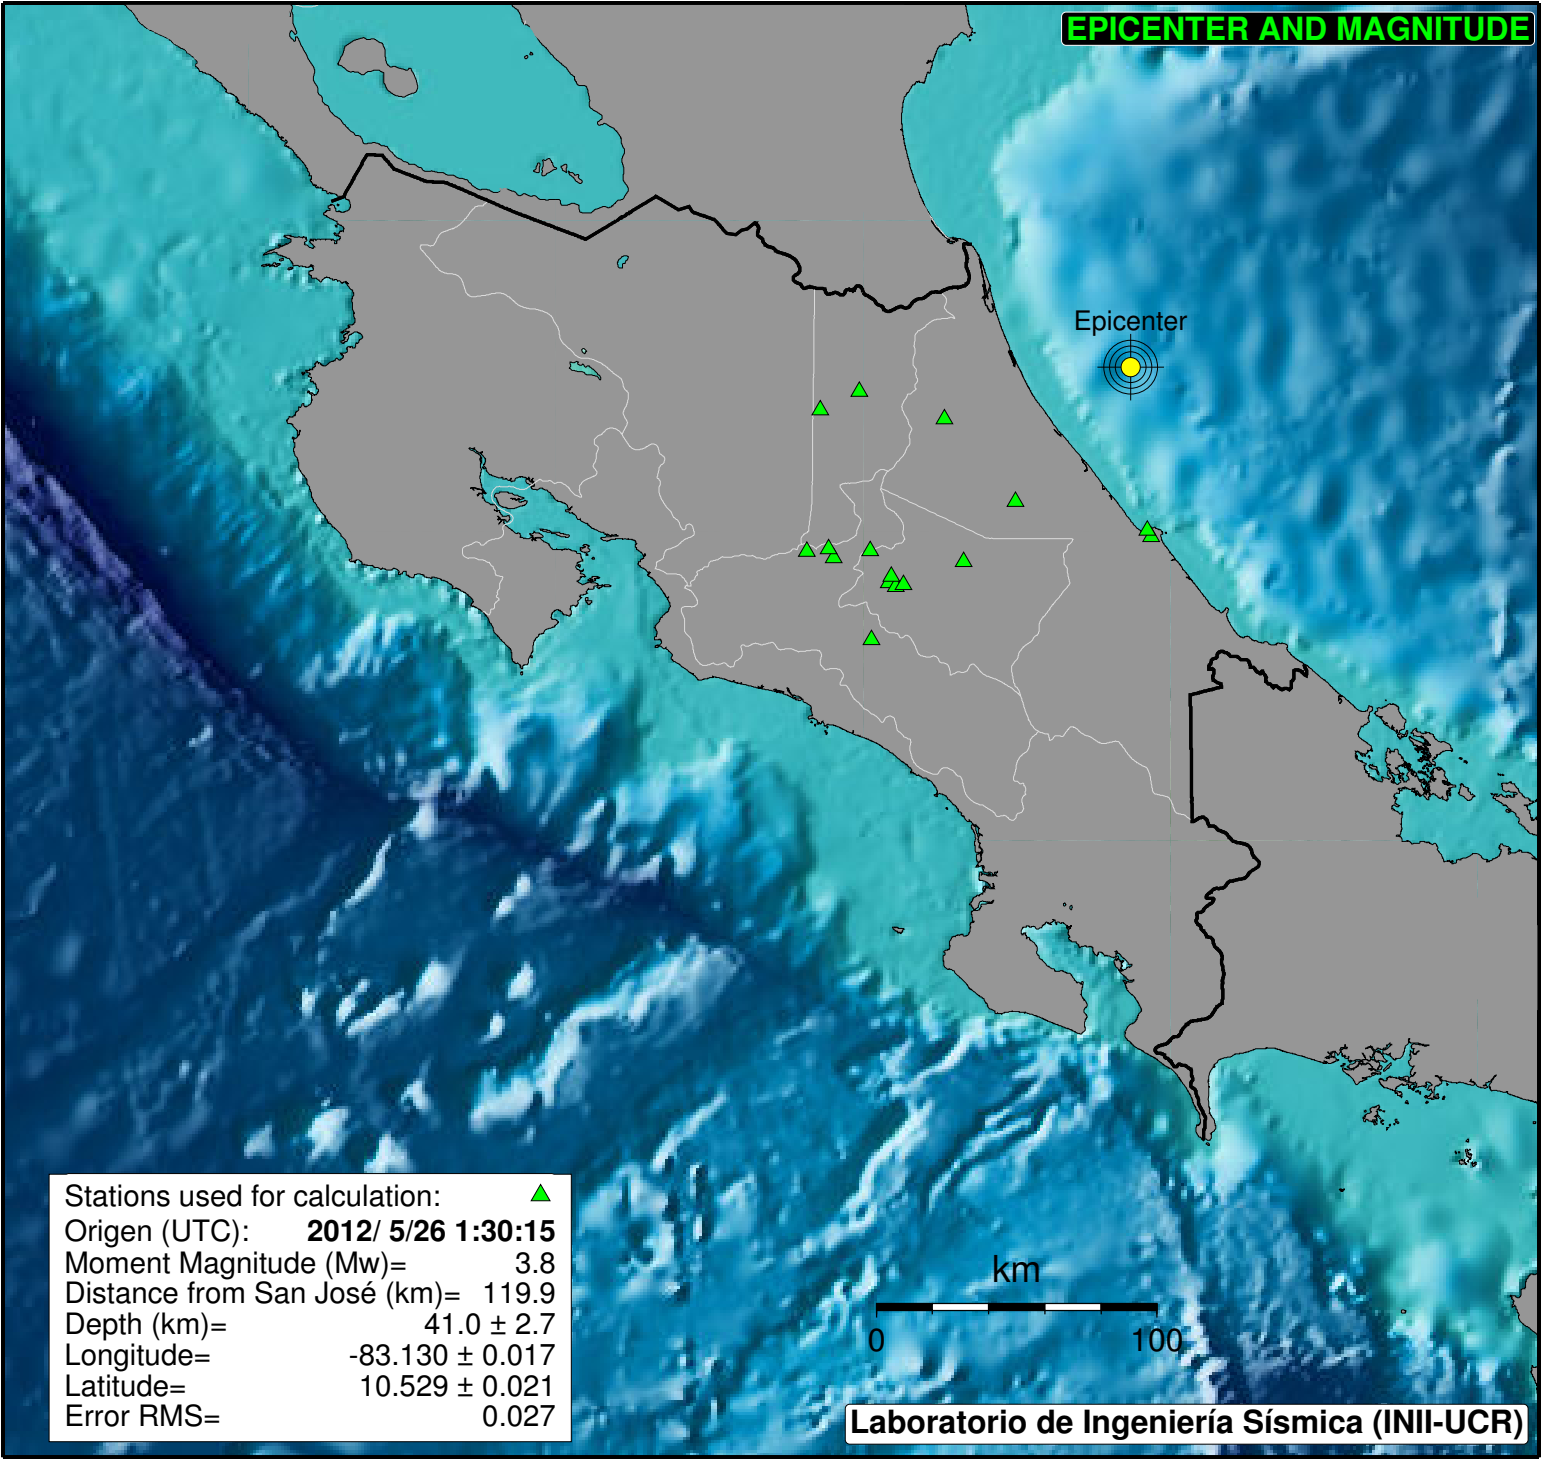 EPICENTER AND MAGNITUDE
Epicenter
Stations used for calculation:
Origen (UTC): 2012/ 5/26 1:30:15
Moment Magnitude (Mw)= 3.8
Distance from San José (km)= 119.9
Depth (km)= 41.0 ± 2.7
Longitude= -83.130 ± 0.017
Latitude= 10.529 ± 0.021
Error RMS= 0.027
km
0 100
Laboratorio de Ingeniería Sísmica (INII-UCR)